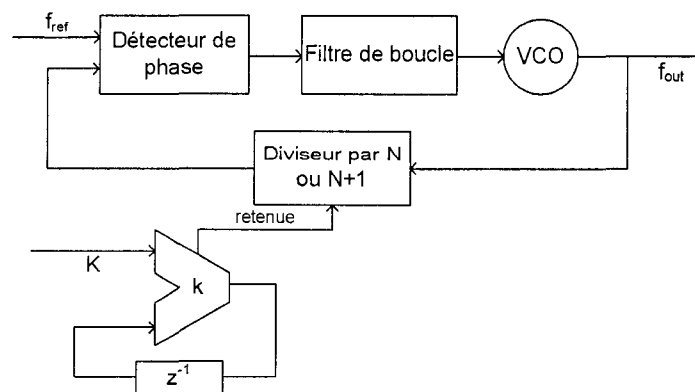 f_ref
Détecteur de
phase
Filtre de boucle
VCO
f_out
Diviseur par N
ou N+1
retenue
K
k
z⁻¹